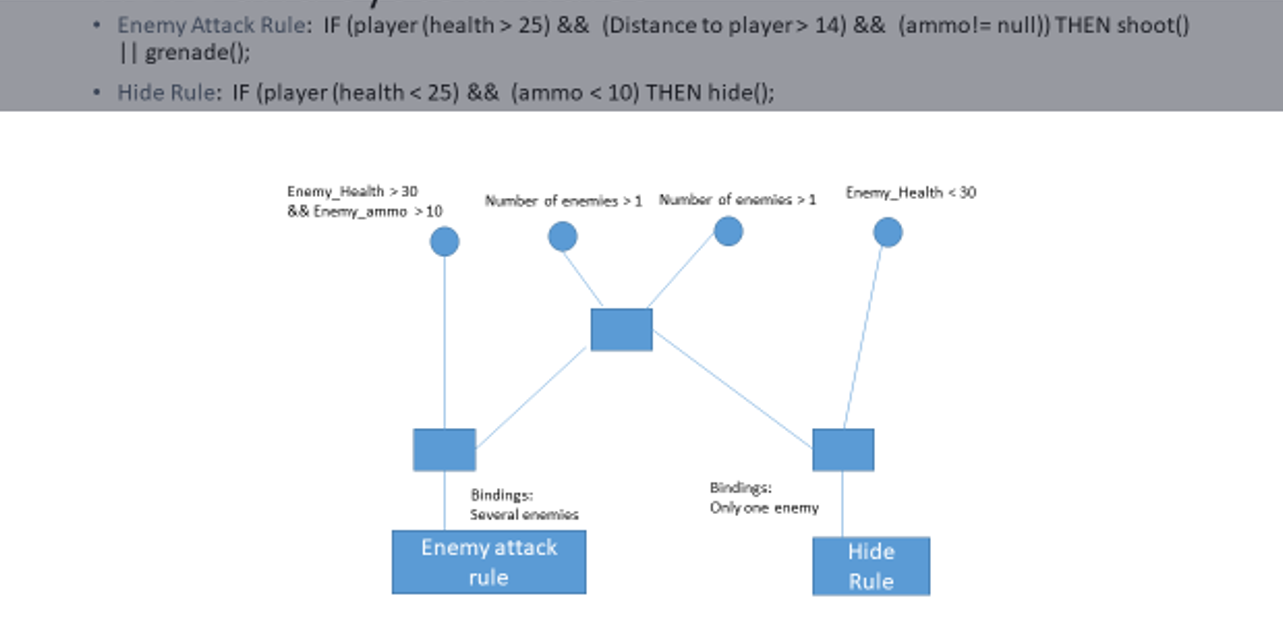 • Enemy Attack Rule: IF (player (health > 25) && (Distance to player > 14) && (ammo!= null)) THEN shoot()
|| grenade();
• Hide Rule: IF (player (health < 25) && (ammo < 10) THEN hide();
Enemy_Health > 30
&& Enemy_ammo > 10
Number of enemies > 1
Number of enemies > 1
Enemy_Health < 30
Bindings:
Several enemies
Bindings:
Only one enemy
Enemy attack
rule
Hide
Rule